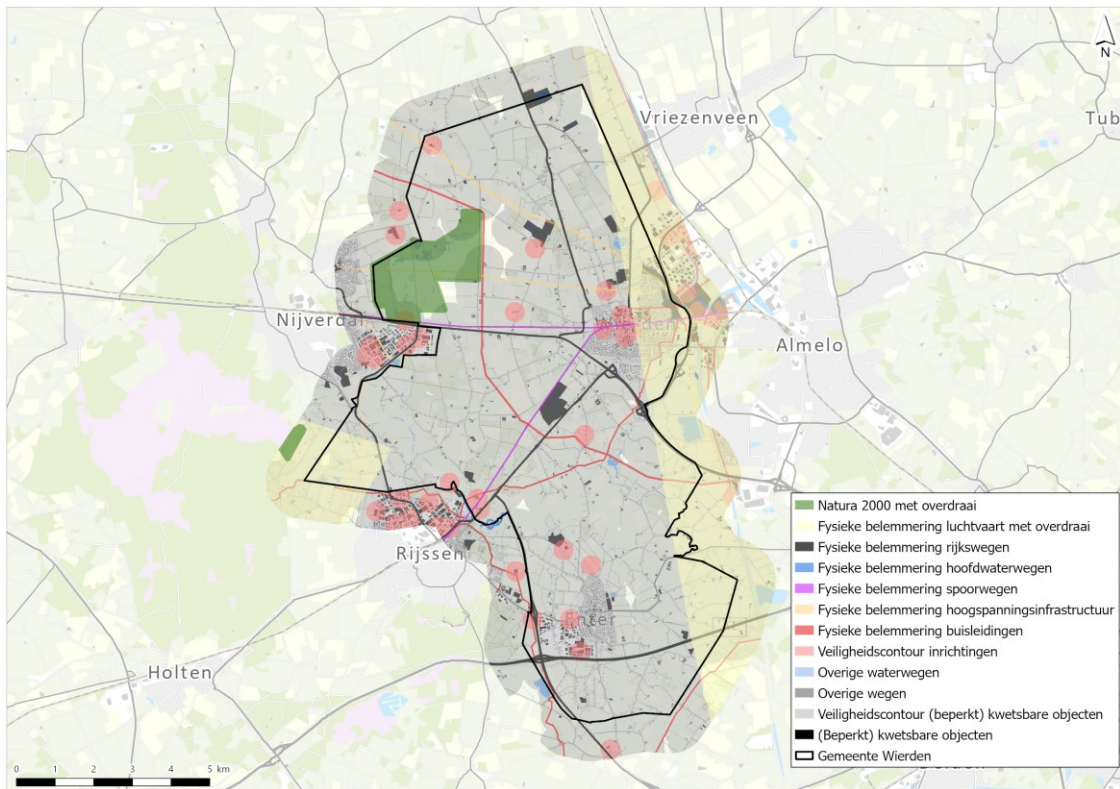 N
Vriezenveen
Tub
Nijverdal
Wierden
Almelo
Rijssen
Enter
Holten
Natura 2000 met overdraai
Fysieke belemmering luchtvaart met overdraai
Fysieke belemmering rijkswegen
Fysieke belemmering hoofdwaterwegen
Fysieke belemmering spoorwegen
Fysieke belemmering hoogspanningsinfrastructuur
Fysieke belemmering buisleidingen
Veiligheidscontour inrichtingen
Overige waterwegen
Overige wegen
Veiligheidscontour (beperkt) kwetsbare objecten
(Beperkt) kwetsbare objecten
Gemeente Wierden
0 1 2 3 4 5 km